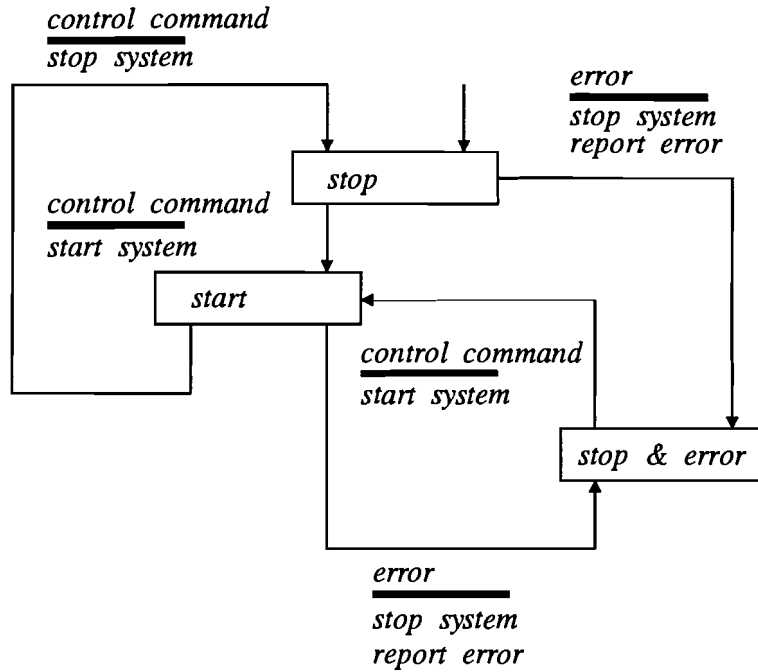 control command
stop system
error
stop system
report error
stop
control command
start system
start
control command
start system
stop & error
error
stop system
report error